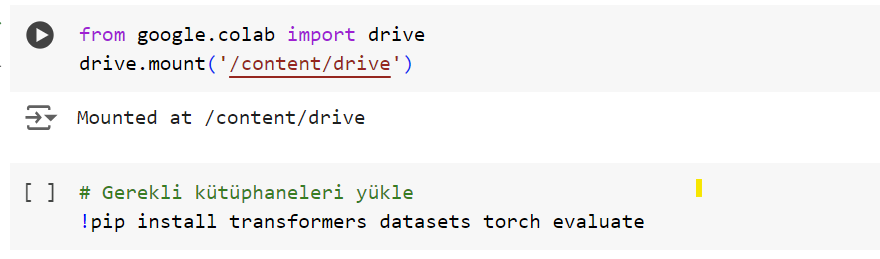 from google.colab import drive
drive.mount('/content/drive')
Mounted at /content/drive
[ ] # Gerekli kütüphaneleri yükle
!pip install transformers datasets torch evaluate